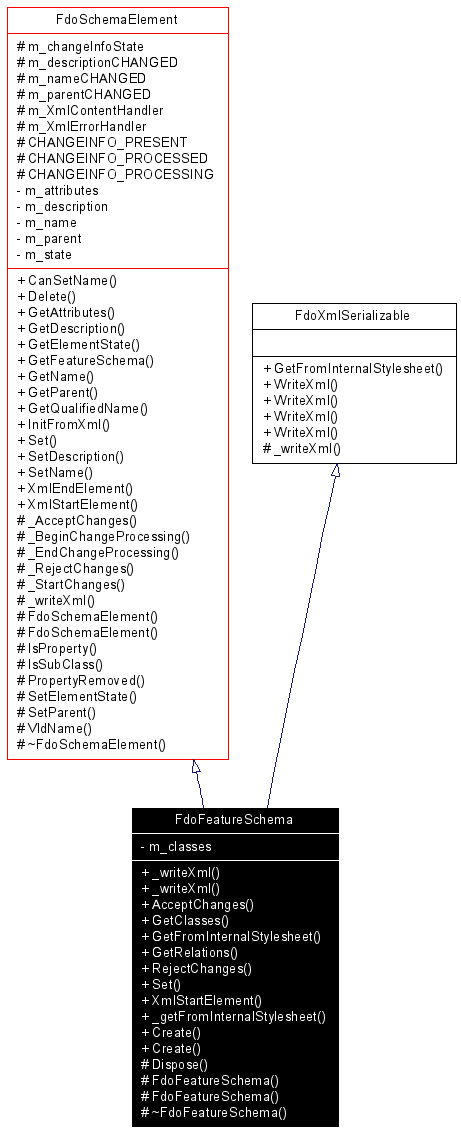 FdoSchemaElement
# m_changeInfoState
# m_descriptionCHANGED
# m_nameCHANGED
# m_parentCHANGED
# m_XmlContentHandler
# m_XmlErrorHandler
# CHANGEINFO_PRESENT
# CHANGEINFO_PROCESSED
# CHANGEINFO_PROCESSING
- m_attributes
- m_description
- m_name
- m_parent
- m_state
+ CanSetName()
+ Delete()
+ GetAttributes()
+ GetDescription()
+ GetElementState()
+ GetFeatureSchema()
+ GetName()
+ GetParent()
+ GetQualifiedName()
+ InitFromXml()
+ Set()
+ SetDescription()
+ SetName()
+ XmlEndElement()
+ XmlStartElement()
# _AcceptChanges()
# _BeginChangeProcessing()
# _EndChangeProcessing()
# _RejectChanges()
# _StartChanges()
# _writeXml()
# FdoSchemaElement()
# FdoSchemaElement()
# IsProperty()
# IsSubClass()
# PropertyRemoved()
# SetElementState()
# SetParent()
# VldName()
# ~FdoSchemaElement()
FdoXmlSerializable
+ GetFromInternalStylesheet()
+ WriteXml()
+ WriteXml()
+ WriteXml()
+ WriteXml()
# _writeXml()
FdoFeatureSchema
- m_classes
+ _writeXml()
+ _writeXml()
+ AcceptChanges()
+ GetClasses()
+ GetFromInternalStylesheet()
+ GetRelations()
+ RejectChanges()
+ Set()
+ XmlStartElement()
+ _getFromInternalStylesheet()
+ Create()
+ Create()
# Dispose()
# FdoFeatureSchema()
# FdoFeatureSchema()
# ~FdoFeatureSchema()